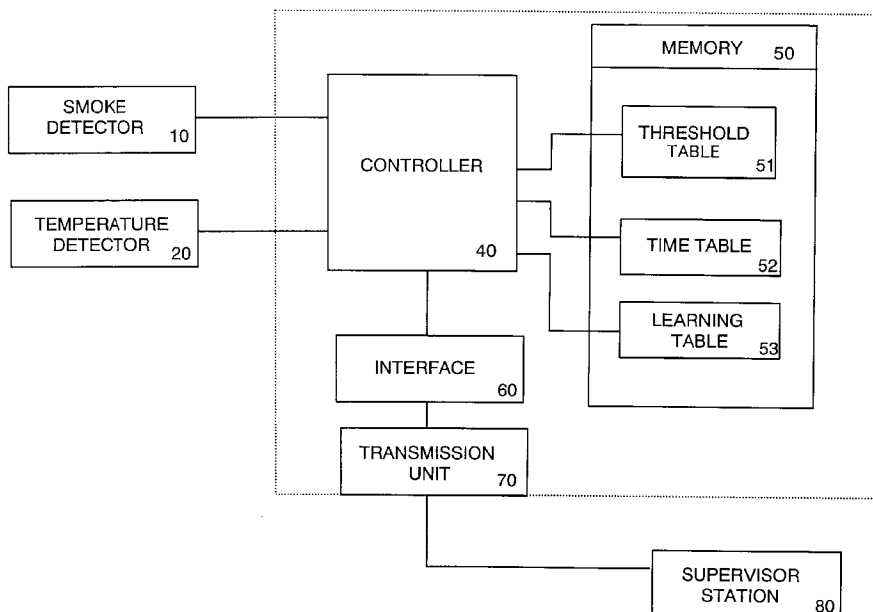 MEMORY
50
SMOKE
DETECTOR
10
CONTROLLER
40
THRESHOLD
TABLE
51
TEMPERATURE
DETECTOR
20
TIME TABLE
52
LEARNING
TABLE
53
INTERFACE
60
TRANSMISSION
UNIT
70
SUPERVISOR
STATION
80